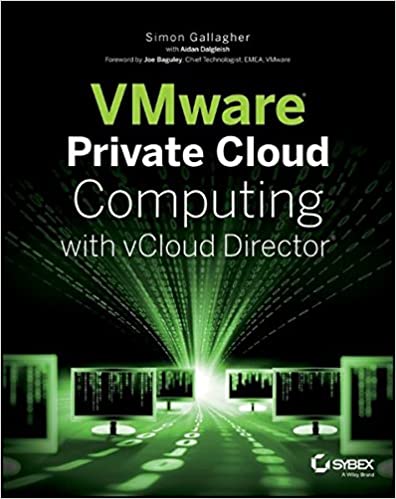 Simon Gallagher
with Aidan Dalgleish
Foreword by Joe Baguley, Chief Technologist, EMEA, VMware
VMware®
Private Cloud
Computing
with vCloud Director®
SYBEX
A Wiley Brand